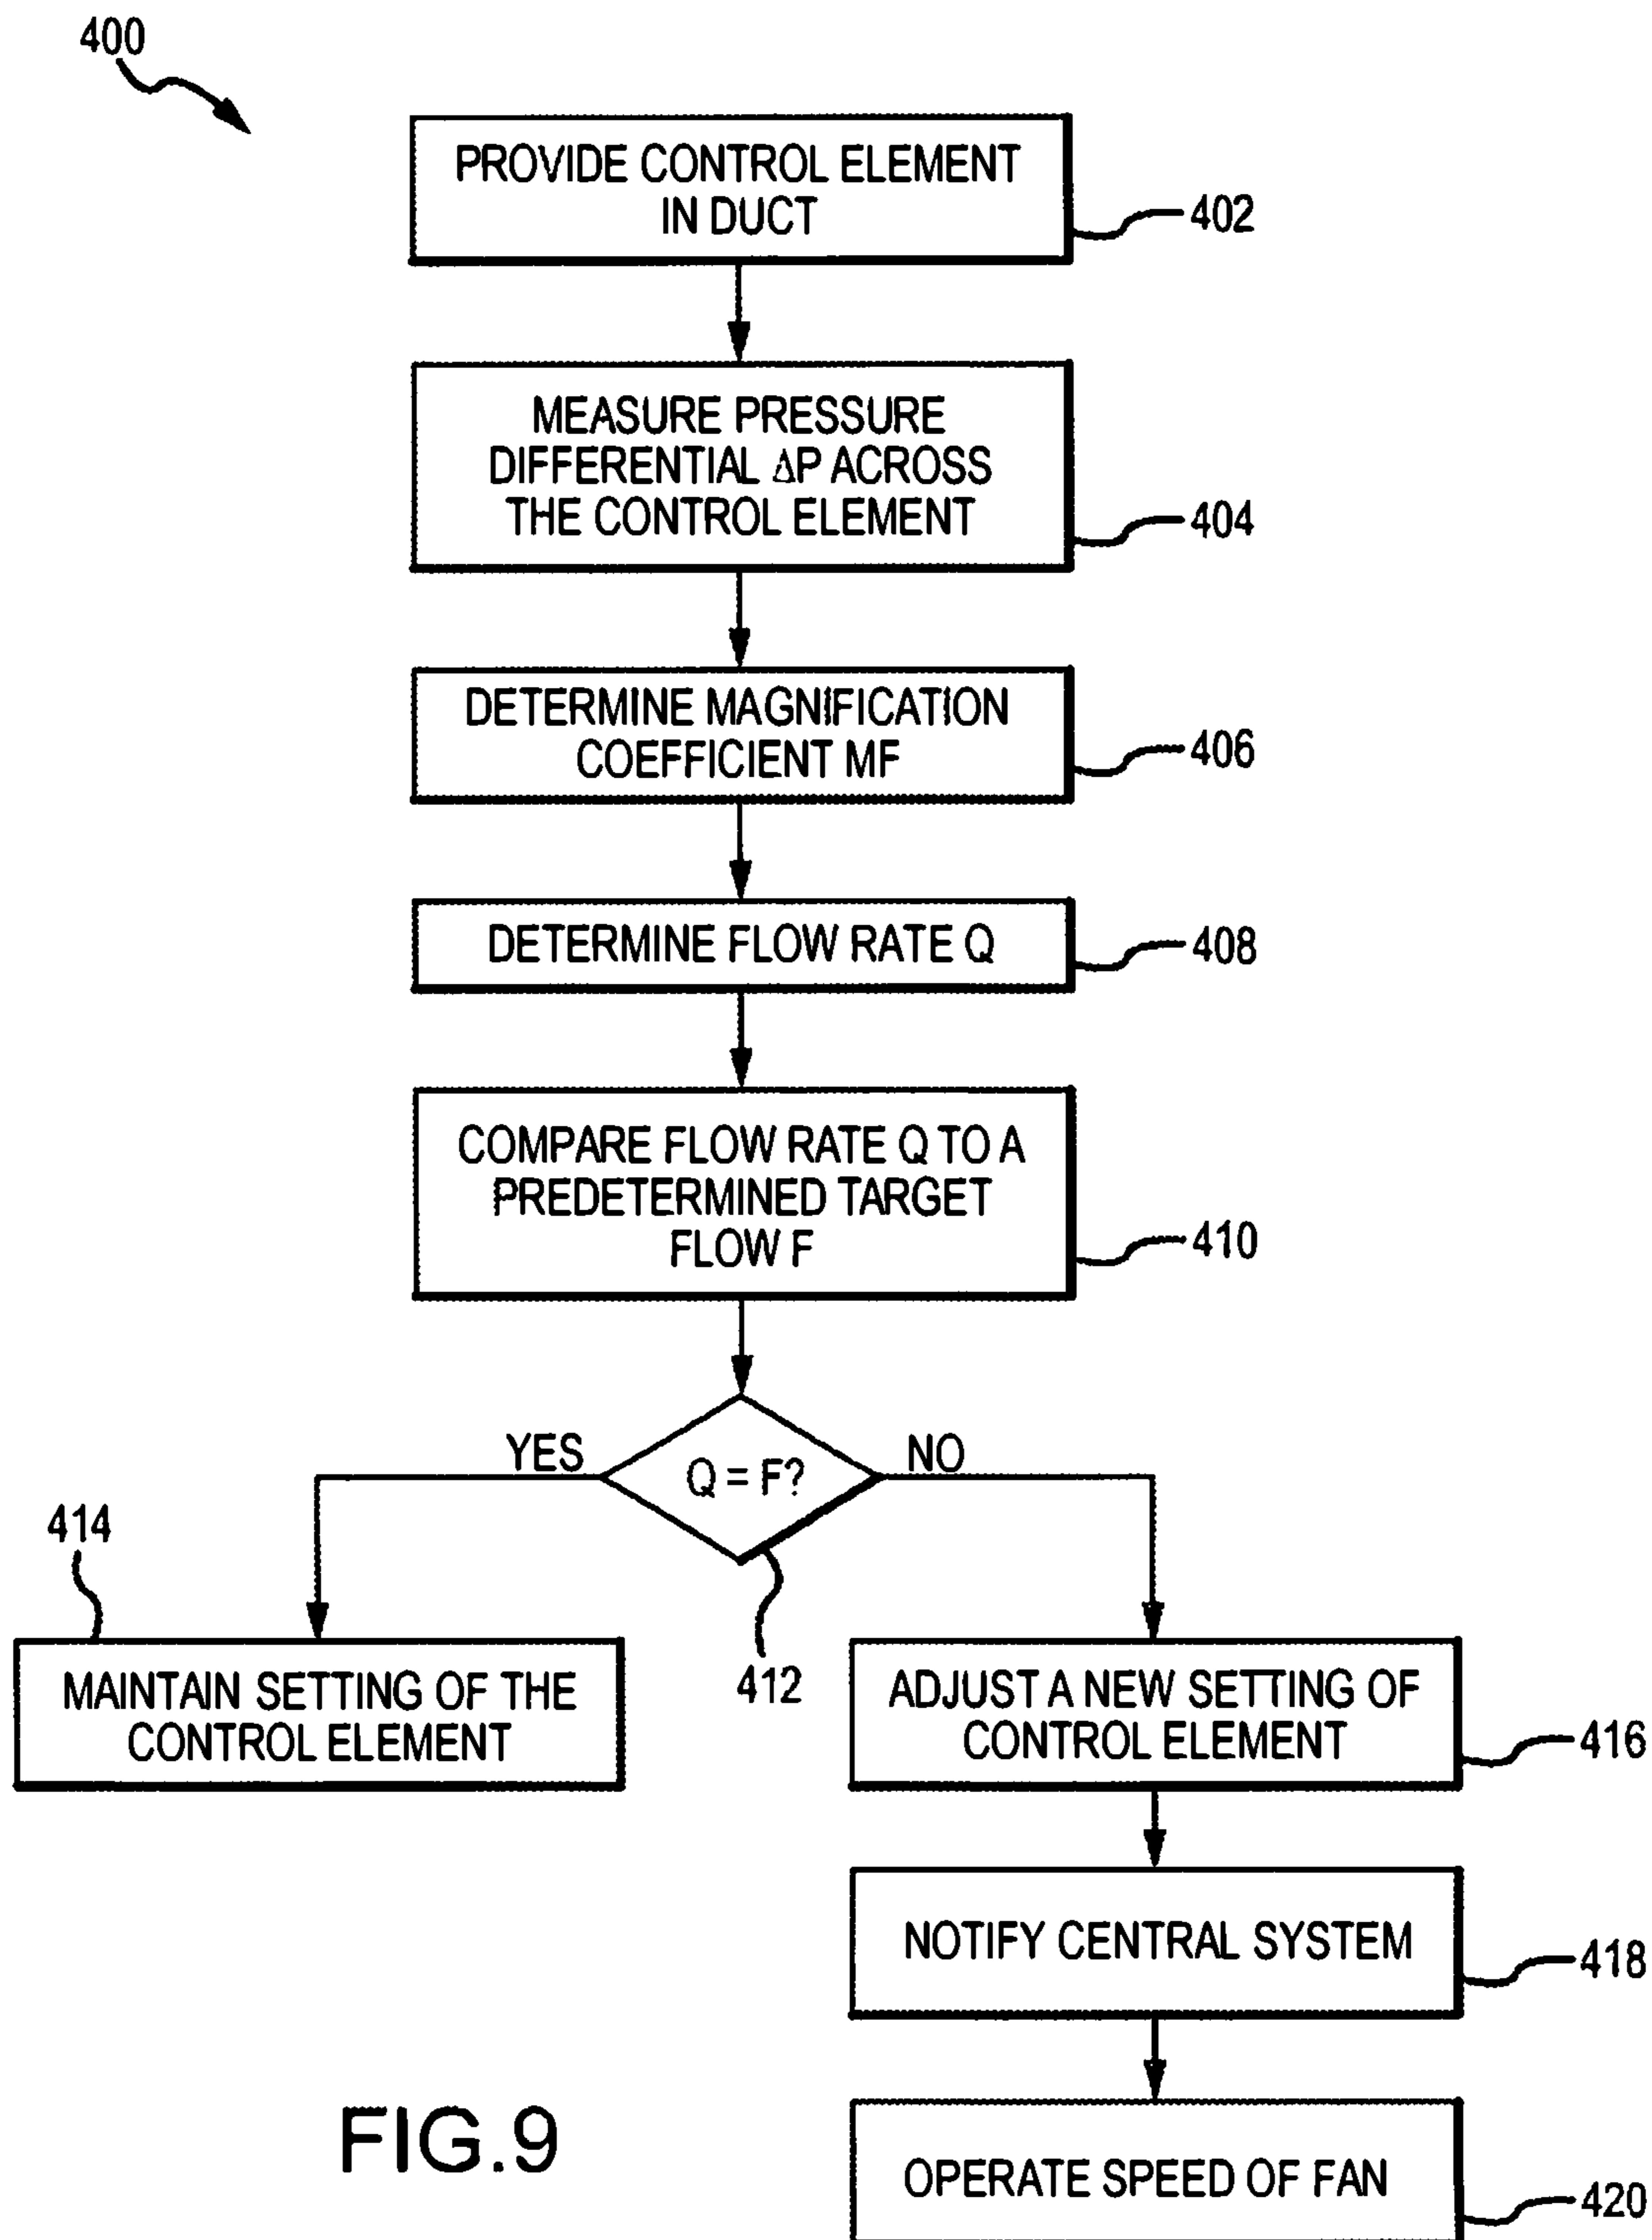 400
PROVIDE CONTROL ELEMENT
IN DUCT
402
MEASURE PRESSURE
DIFFERENTIAL ΔP ACROSS
THE CONTROL ELEMENT
404
DETERMINE MAGNIFICATION
COEFFICIENT MF
406
DETERMINE FLOW RATE Q
408
COMPARE FLOW RATE Q TO A
PREDETERMINED TARGET
FLOW F
410
YES
Q = F?
NO
412
414
MAINTAIN SETTING OF THE
CONTROL ELEMENT
ADJUST A NEW SETTING OF
CONTROL ELEMENT
416
NOTIFY CENTRAL SYSTEM
418
OPERATE SPEED OF FAN
420
FIG.9